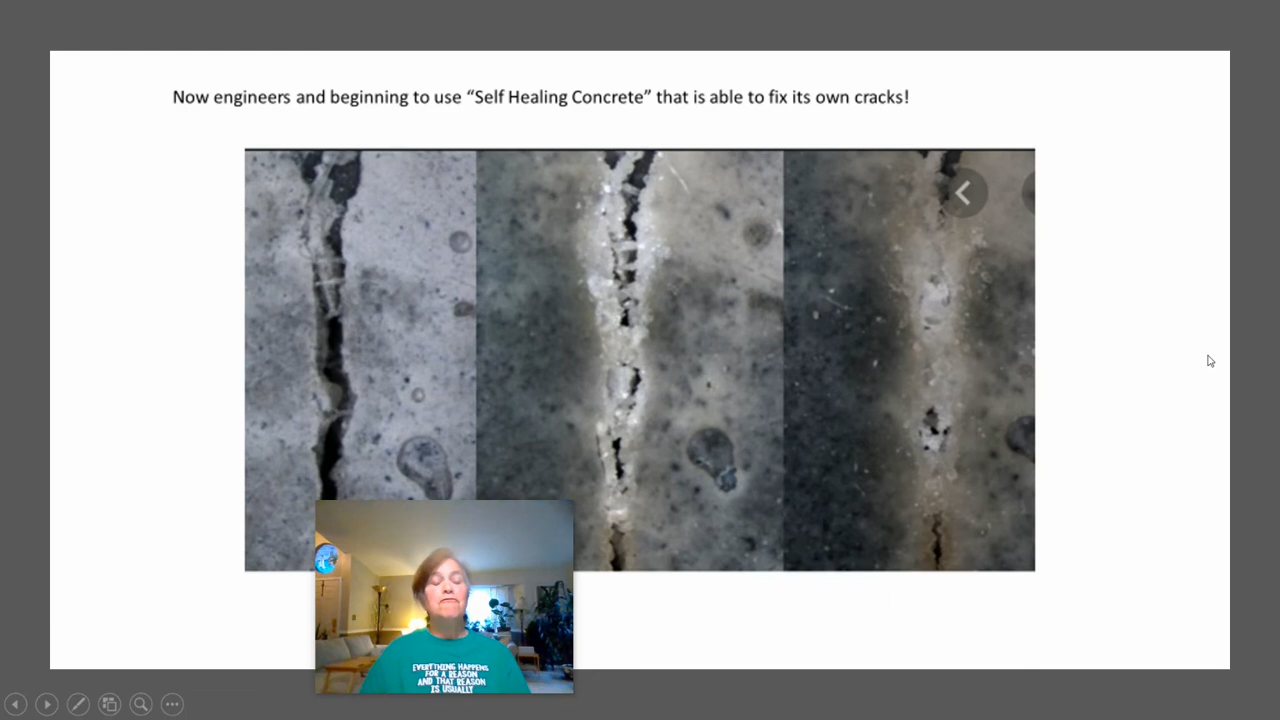 Now engineers and beginning to use “Self Healing Concrete” that is able to fix its own cracks!
EVERYTHING HAPPENS
FOR A REASON
AND THAT REASON
IS USUALLY